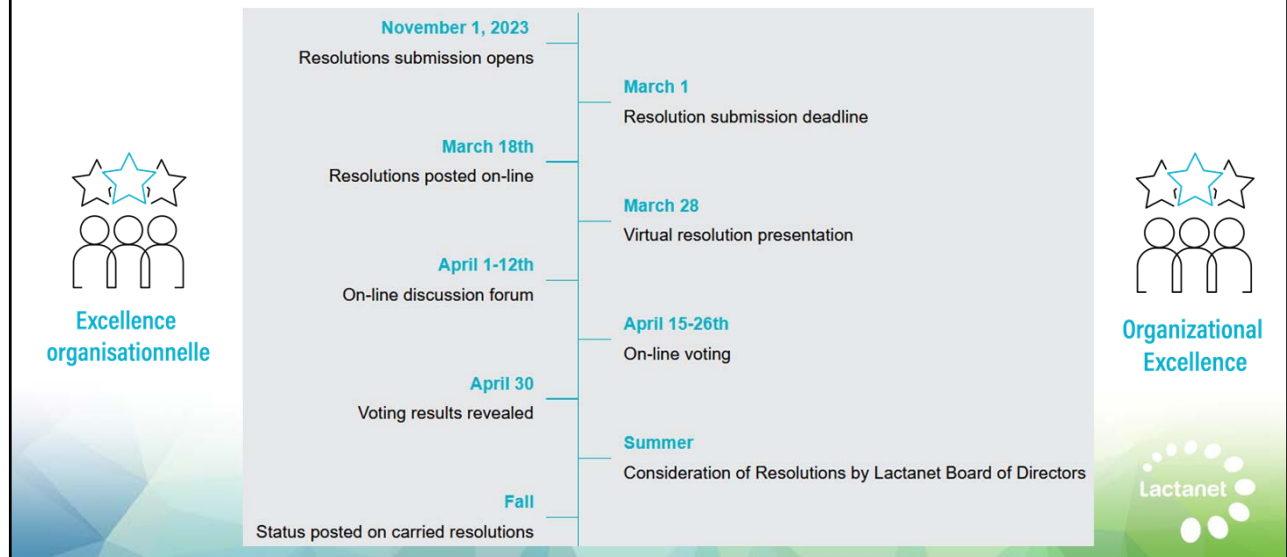 November 1, 2023
Resolutions submission opens
March 1
Resolution submission deadline
March 18th
Resolutions posted on-line
March 28
Virtual resolution presentation
April 1-12th
On-line discussion forum
April 15-26th
On-line voting
April 30
Voting results revealed
Summer
Consideration of Resolutions by Lactanet Board of Directors
Fall
Status posted on carried resolutions
Excellence
organisationnelle
Organizational
Excellence
Lactanet